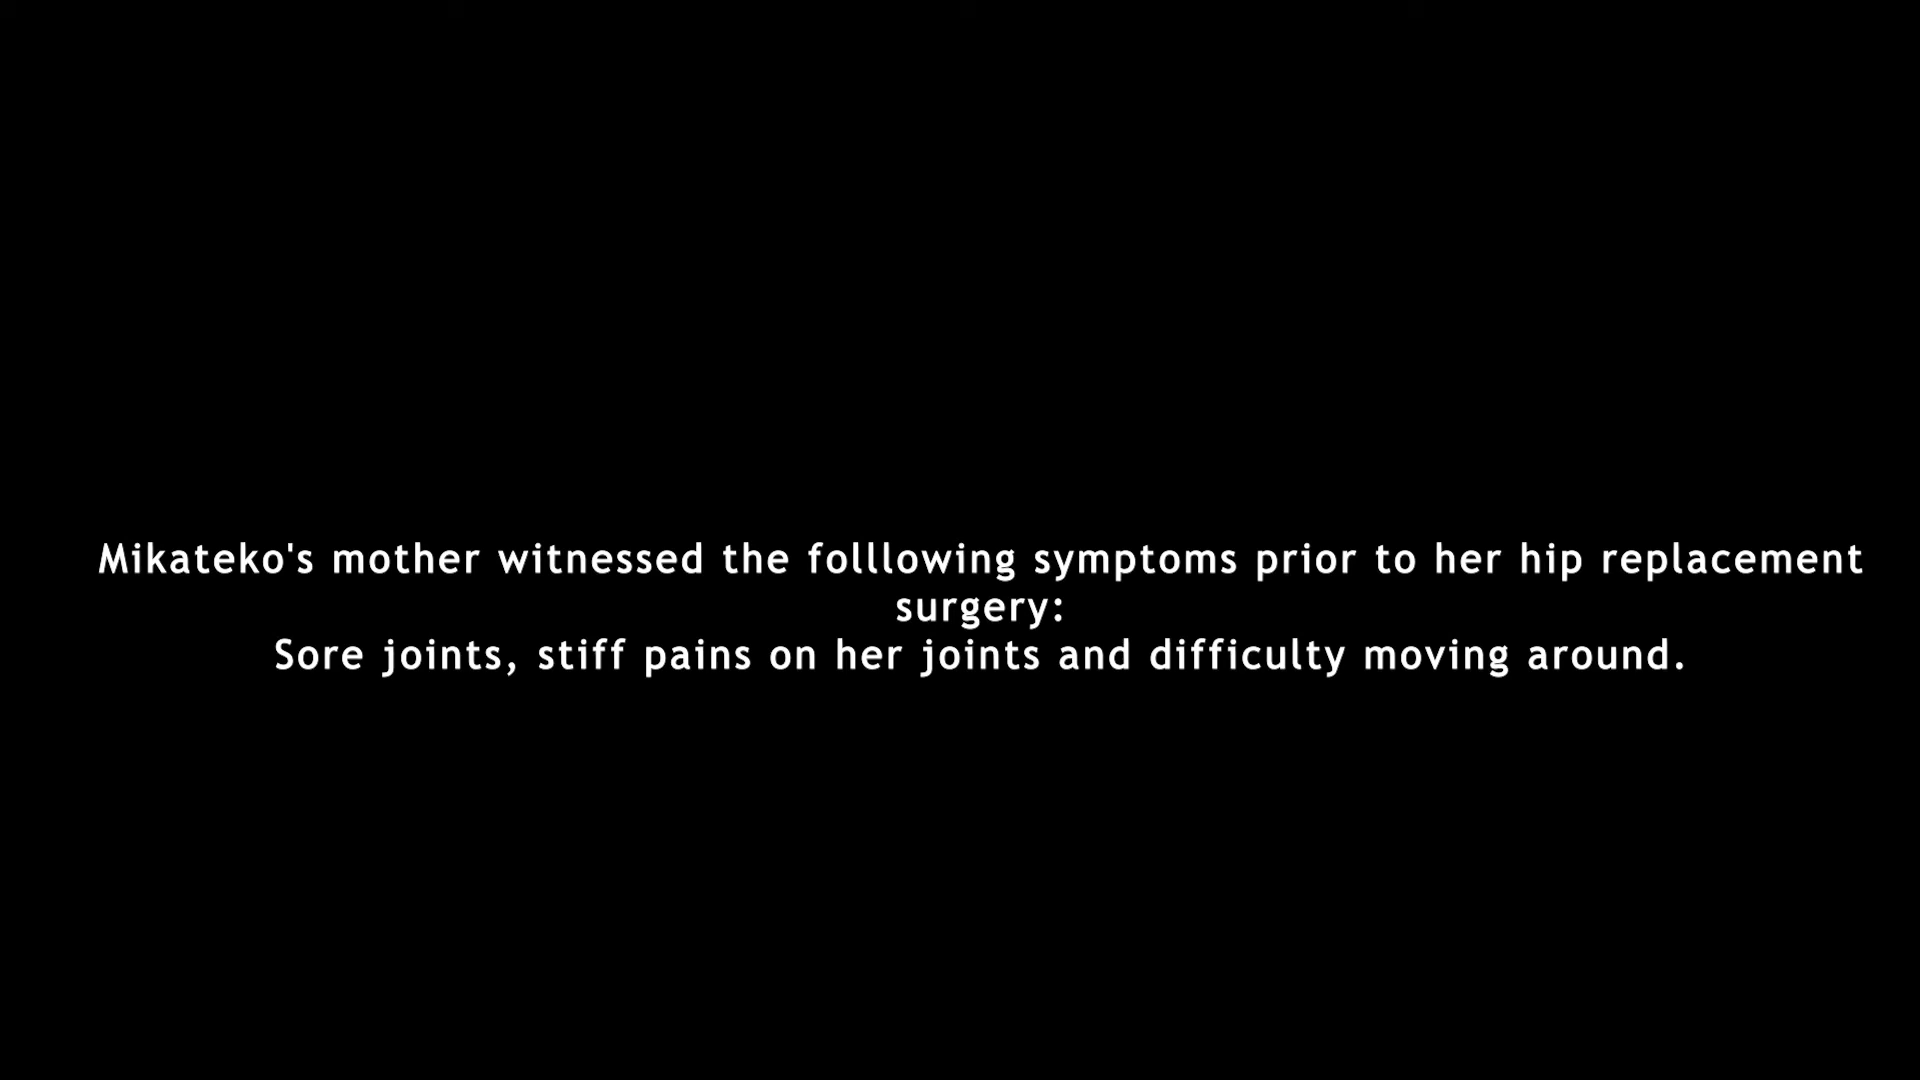 Mikateko's mother witnessed the folllowing symptoms prior to her hip replacement
surgery:
Sore joints, stiff pains on her joints and difficulty moving around.